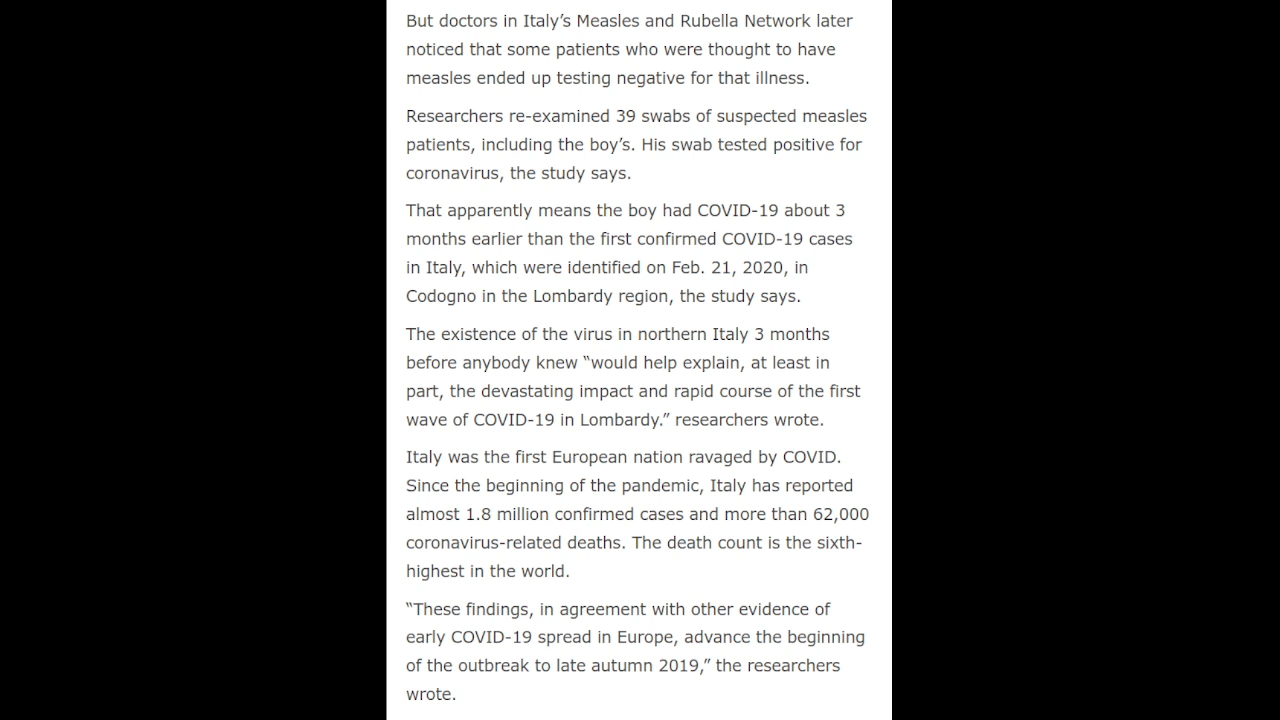 But doctors in Italy’s Measles and Rubella Network later
noticed that some patients who were thought to have
measles ended up testing negative for that illness.
Researchers re-examined 39 swabs of suspected measles
patients, including the boy’s. His swab tested positive for
coronavirus, the study says.
That apparently means the boy had COVID-19 about 3
months earlier than the first confirmed COVID-19 cases
in Italy, which were identified on Feb. 21, 2020, in
Codogno in the Lombardy region, the study says.
The existence of the virus in northern Italy 3 months
before anybody knew “would help explain, at least in
part, the devastating impact and rapid course of the first
wave of COVID-19 in Lombardy.” researchers wrote.
Italy was the first European nation ravaged by COVID.
Since the beginning of the pandemic, Italy has reported
almost 1.8 million confirmed cases and more than 62,000
coronavirus-related deaths. The death count is the sixth-
highest in the world.
“These findings, in agreement with other evidence of
early COVID-19 spread in Europe, advance the beginning
of the outbreak to late autumn 2019,” the researchers
wrote.